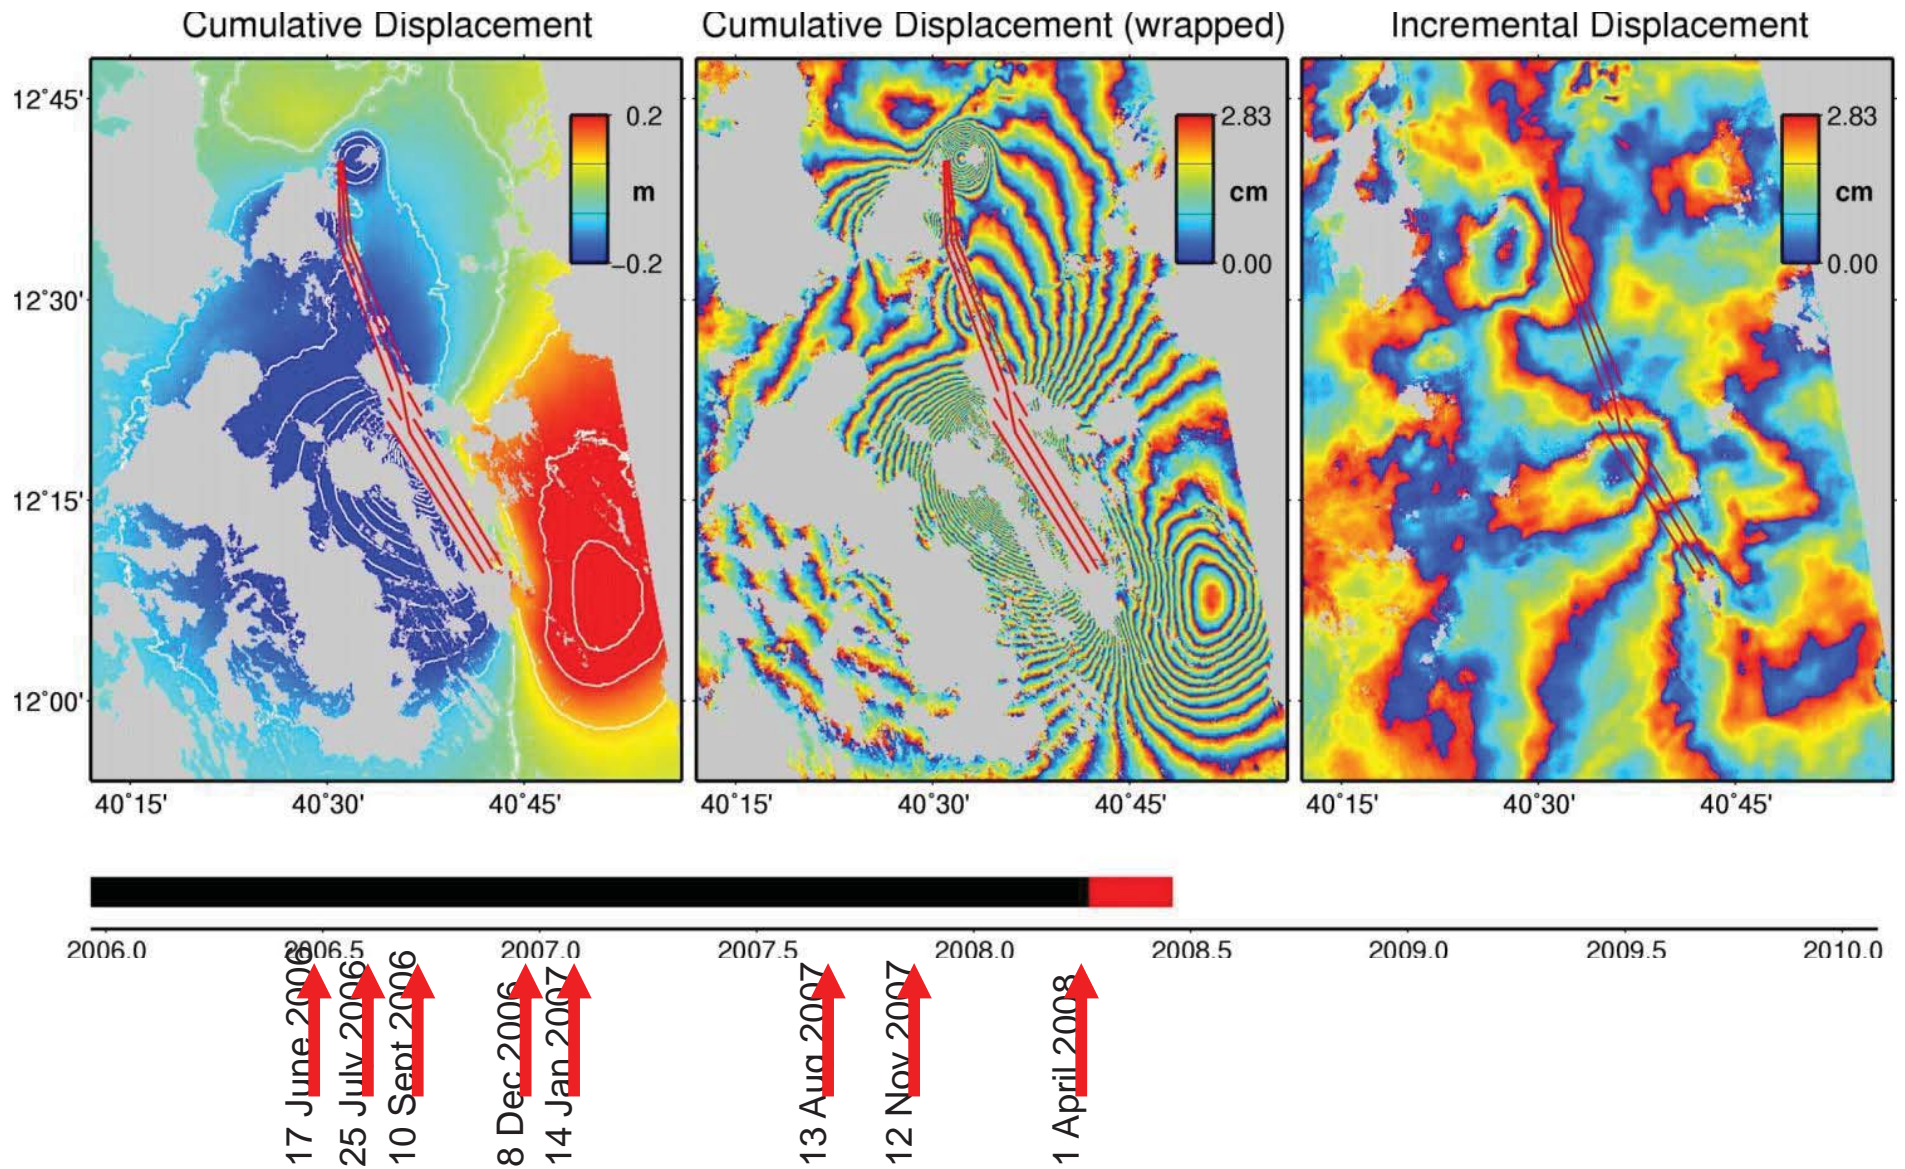 Cumulative Displacement
Cumulative Displacement (wrapped)
Incremental Displacement
12°45'
12°30'
12°15'
12°00'
0.2
m
−0.2
2.83
cm
0.00
2.83
cm
0.00
40°15'
40°30'
40°45'
40°15'
40°30'
40°45'
40°15'
40°30'
40°45'
2006.0
2006.5
2007.0
2007.5
2008.0
2008.5
2009.0
2009.5
2010.0
17 June 2006
25 July 2006
10 Sept 2006
8 Dec 2006
14 Jan 2007
13 Aug 2007
12 Nov 2007
1 April 2008